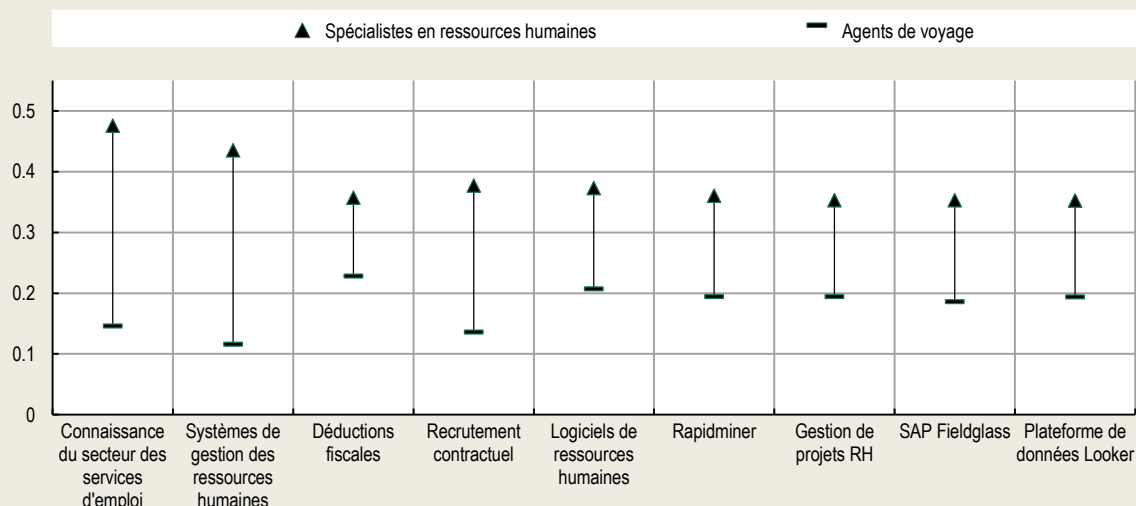 Spécialistes en ressources humaines
Agents de voyage
0.5
0.4
0.3
0.2
0.1
0
Connaissance
du secteur des
services
d'emploi
Systèmes de
gestion des
ressources
humaines
Déductions
fiscales
Recrutement
contractuel
Logiciels de
ressources
humaines
Rapidminer
Gestion de
projets RH
SAP Fieldglass
Plateforme de
données Looker